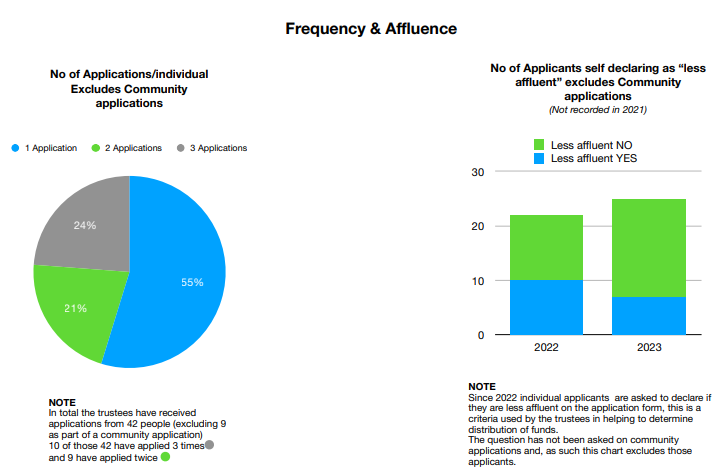 Frequency & Affluence
No of Applications/individual
Excludes Community
applications
1 Application
2 Applications
3 Applications
24%
55%
21%
NOTE
In total the trustees have received
applications from 42 people (excluding 9
as part of a community application)
10 of those 42 have applied 3 times
and 9 have applied twice
No of Applicants self declaring as “less
affluent” excludes Community
applications
(Not recorded in 2021)
Less affluent NO
Less affluent YES
30
20
10
0
2022
2023
NOTE
Since 2022 individual applicants are asked to declare if
they are less affluent on the application form, this is a
criteria used by the trustees in helping to determine
distribution of funds.
The question has not been asked on community
applications and, as such this chart excludes those
applicants.